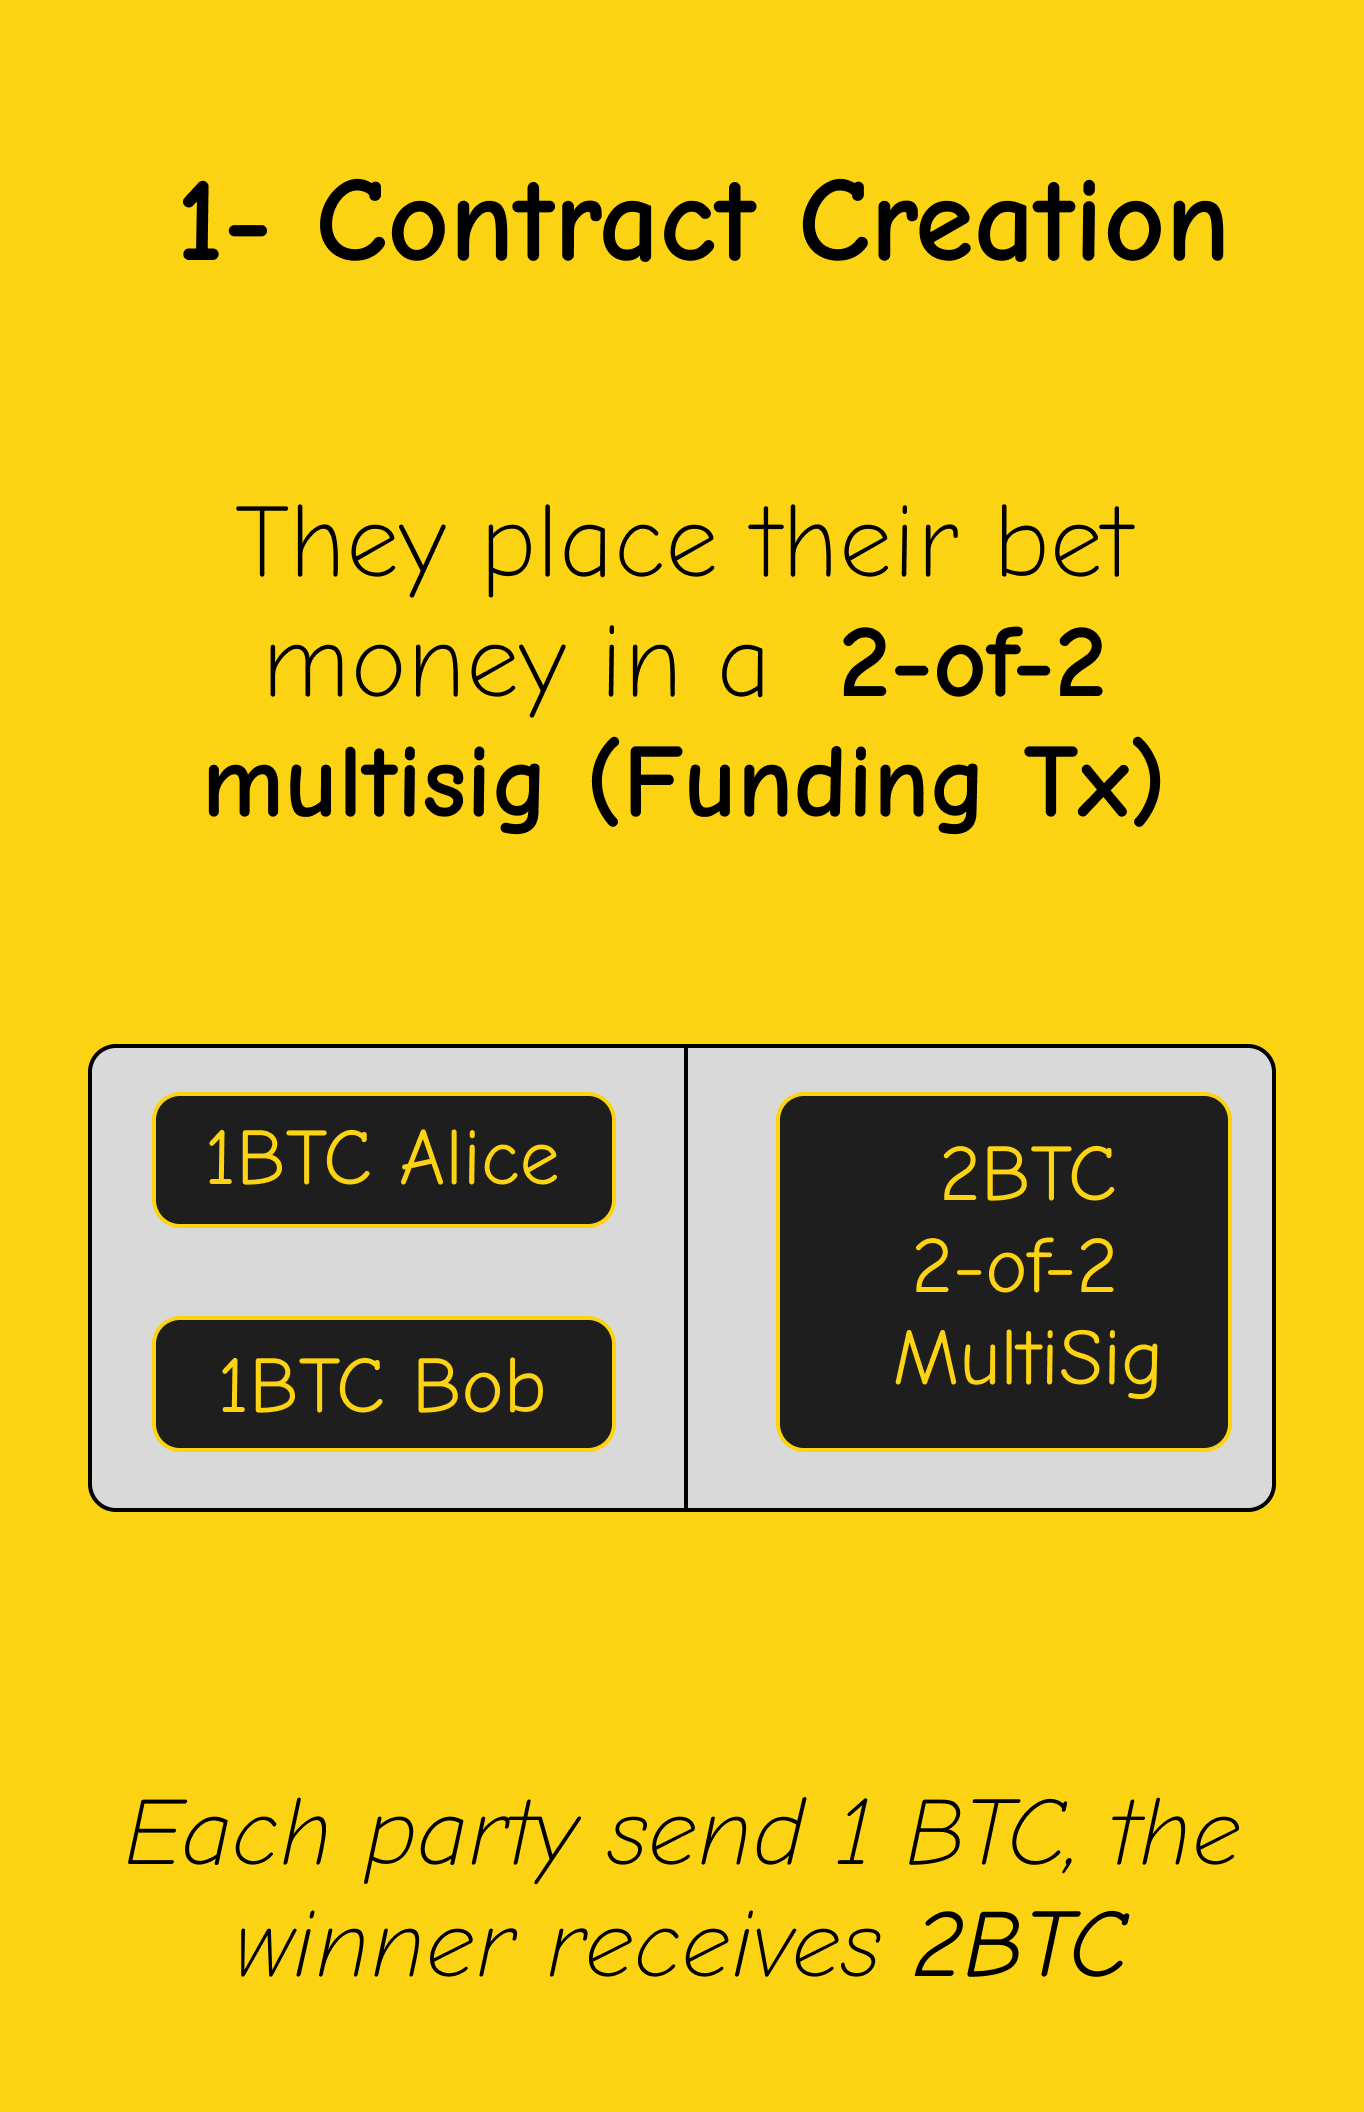 1- Contract Creation
They place their bet
money in a 2-of-2
multisig (Funding Tx)
1BTC Alice
1BTC Bob
2BTC
2-of-2
MultiSig
Each party send 1 BTC, the
winner receives 2BTC